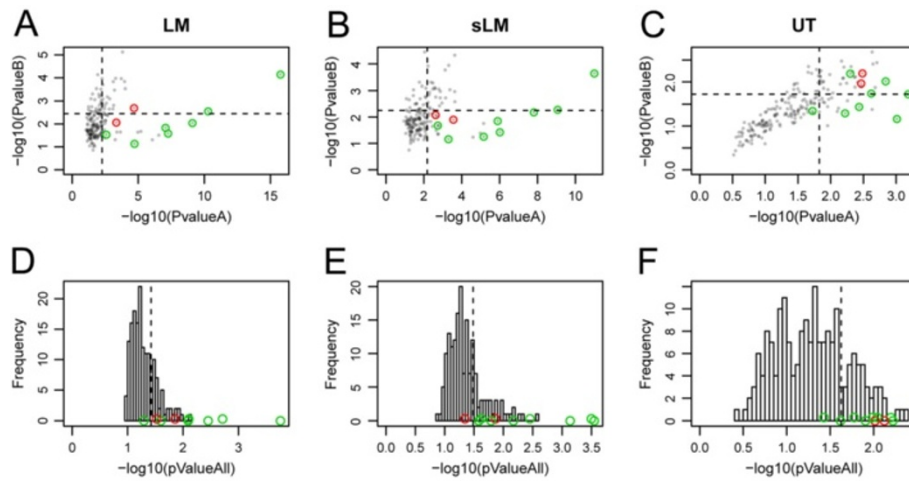 A LM
B sLM
C UT
−log10(PvalueB)
5
4
3
2
1
0
0 5 10 15
−log10(PvalueA)
−log10(PvalueB)
5
4
3
2
1
0
0 2 4 6 8 10
−log10(PvalueA)
−log10(PvalueB)
2.0
1.0
0.0
0.0 0.5 1.0 1.5 2.0 2.5 3.0
−log10(PvalueA)
D
E
F
Frequency
20
15
10
5
0
0 1 2 3
−log10(pValueAll)
Frequency
20
15
10
5
0
0.0 0.5 1.0 1.5 2.0 2.5 3.0 3.5
−log10(pValueAll)
Frequency
10
8
6
4
2
0
0.0 0.5 1.0 1.5 2.0
−log10(pValueAll)